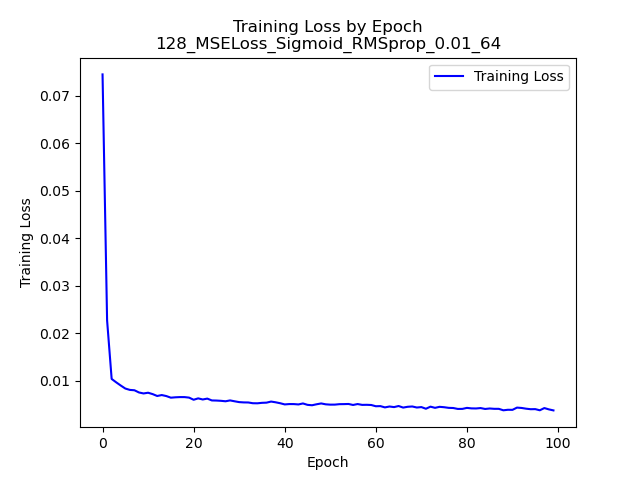 Training Loss by Epoch
128_MSELoss_Sigmoid_RMSprop_0.01_64
Training Loss
0.07
0.06
0.05
0.04
0.03
0.02
0.01
Training Loss
0
20
40
60
80
100
Epoch